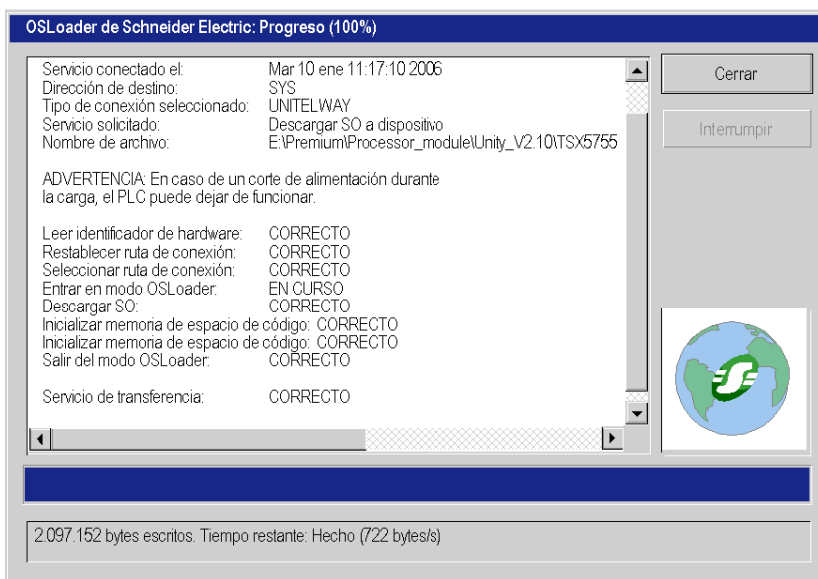 OSLoader de Schneider Electric: Progreso (100%)
Servicio conectado el: Mar 10 ene 11:17:10 2006
Dirección de destino: SYS
Tipo de conexión seleccionado: UNITELWAY
Servicio solicitado: Descargar SO a dispositivo
Nombre de archivo: E:\Premium\Processor_module\Unity_V2.10\TSX5755
ADVERTENCIA: En caso de un corte de alimentación durante
la carga, el PLC puede dejar de funcionar.
Leer identificador de hardware: CORRECTO
Restablecer ruta de conexión: CORRECTO
Seleccionar ruta de conexión: CORRECTO
Entrar en modo OSLoader: EN CURSO
Descargar SO: CORRECTO
Inicializar memoria de espacio de código: CORRECTO
Inicializar memoria de espacio de código: CORRECTO
Salir del modo OSLoader: CORRECTO
Servicio de transferencia: CORRECTO
Cerrar
Interrumpir
2.097.152 bytes escritos. Tiempo restante: Hecho (722 bytes/s)